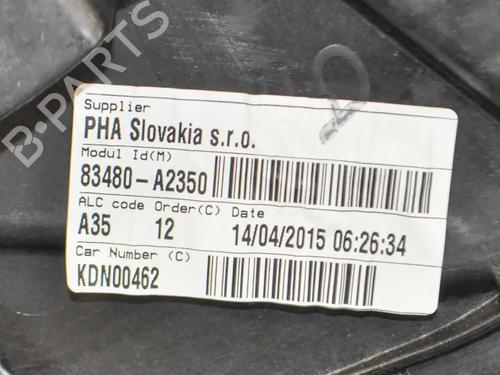 Supplier
PHA Slovakia s.r.o.
Modul Id(M)
83480-A2350
ALC code Order(C) Date
A35 12 14/04/2015 06:26:34
Car Number (C)
KDN00462
B-PARTS